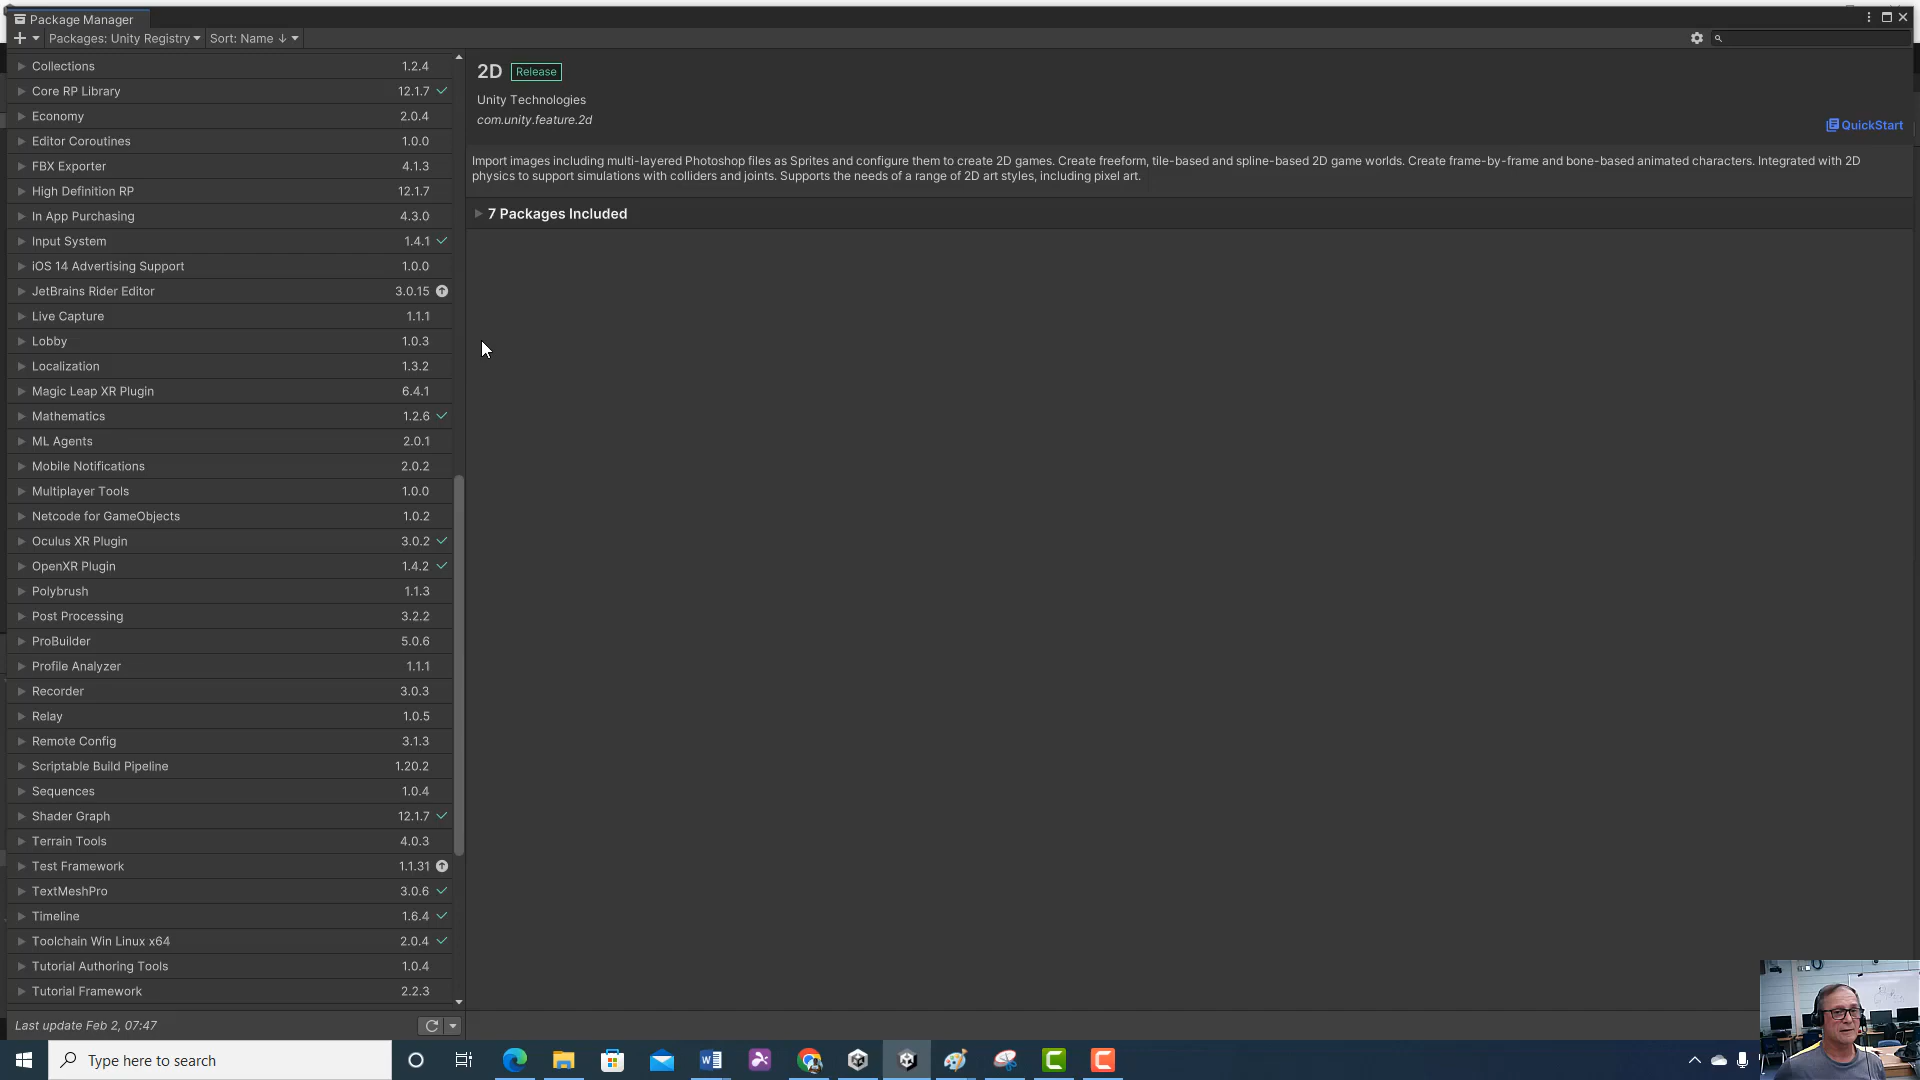 Package Manager
Packages: Unity Registry
Sort: Name ↓
Collections 1.2.4
Core RP Library 12.1.7
Economy 2.0.4
Editor Coroutines 1.0.0
FBX Exporter 4.1.3
High Definition RP 12.1.7
In App Purchasing 4.3.0
Input System 1.4.1
iOS 14 Advertising Support 1.0.0
JetBrains Rider Editor 3.0.15
Live Capture 1.1.1
Lobby 1.0.3
Localization 1.3.2
Magic Leap XR Plugin 6.4.1
Mathematics 1.2.6
ML Agents 2.0.1
Mobile Notifications 2.0.2
Multiplayer Tools 1.0.0
Netcode for GameObjects 1.0.2
Oculus XR Plugin 3.0.2
OpenXR Plugin 1.4.2
Polybrush 1.1.3
Post Processing 3.2.2
ProBuilder 5.0.6
Profile Analyzer 1.1.1
Recorder 3.0.3
Relay 1.0.5
Remote Config 3.1.3
Scriptable Build Pipeline 1.20.2
Sequences 1.0.4
Shader Graph 12.1.7
Terrain Tools 4.0.3
Test Framework 1.1.31
TextMeshPro 3.0.6
Timeline 1.6.4
Toolchain Win Linux x64 2.0.4
Tutorial Authoring Tools 1.0.4
Tutorial Framework 2.2.3
Last update Feb 2, 07:47
2D Release
Unity Technologies
com.unity.feature.2d
QuickStart
Import images including multi-layered Photoshop files as Sprites and configure them to create 2D games. Create freeform, tile-based and spline-based 2D game worlds. Create frame-by-frame and bone-based animated characters. Integrated with 2D
physics to support simulations with colliders and joints. Supports the needs of a range of 2D art styles, including pixel art.
7 Packages Included
Type here to search